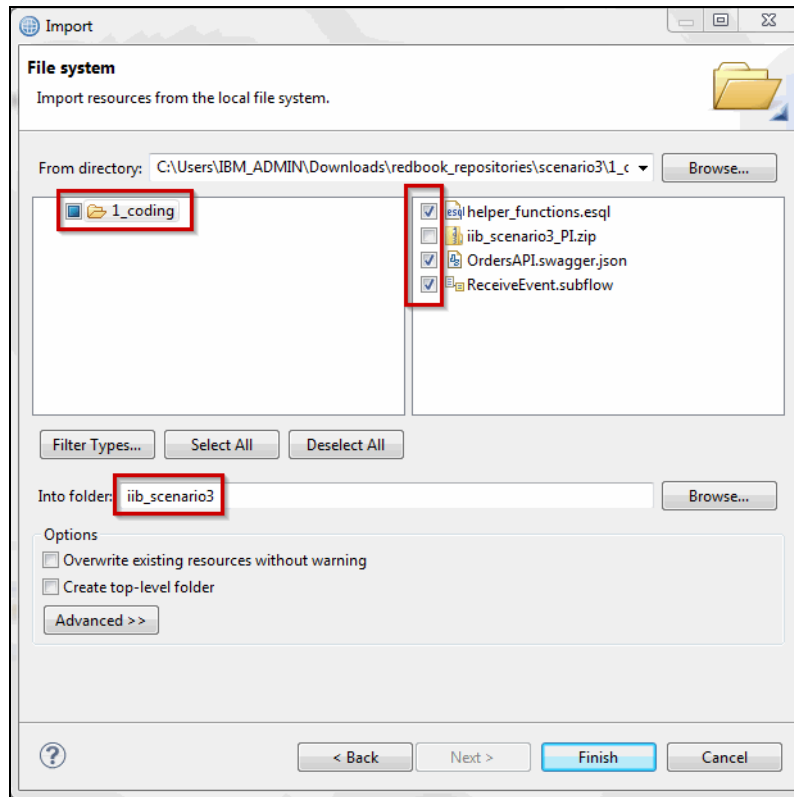 Import
File system
Import resources from the local file system.
From directory: C:\Users\IBM_ADMIN\Downloads\redbook_repositories\scenario3\1_c Browse...
1_coding
helper_functions.esql
iib_scenario3_PI.zip
OrdersAPI.swagger.json
ReceiveEvent.subflow
Filter Types... Select All Deselect All
Into folder: iib_scenario3 Browse...
Options
Overwrite existing resources without warning
Create top-level folder
Advanced >>
? < Back Next > Finish Cancel